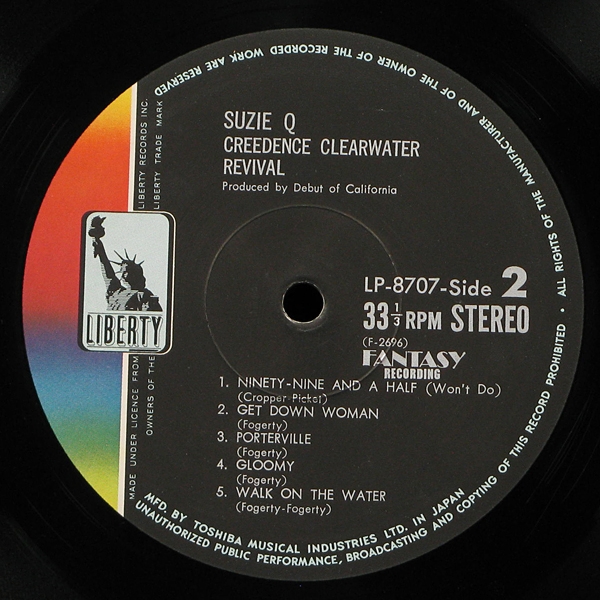 SUZIE Q
CREEDENCE CLEARWATER
REVIVAL
Produced by Debut of California
LP-8707-Side 2
33 1/3 RPM STEREO
(F-2696)
FANTASY
RECORDING
1. NINETY-NINE AND A HALF (Won't Do)
(Cropper Picket)
2. GET DOWN WOMAN
(Fogerty)
3. PORTERVILLE
(Fogerty)
4. GLOOMY
(Fogerty)
5. WALK ON THE WATER
(Fogerty-Fogerty)
LIBERTY
LIBERTY RECORDS INC.
LIBERTY TRADE MARK
MADE UNDER LICENCE FROM
OWNERS OF THE
MFD. BY TOSHIBA MUSICAL INDUSTRIES LTD. IN JAPAN
ALL RIGHTS OF THE MANUFACTURER AND OF THE OWNER OF THE RECORDED WORK ARE RESERVED
UNAUTHORIZED PUBLIC PERFORMANCE, BROADCASTING AND COPYING OF THIS RECORD PROHIBITED •